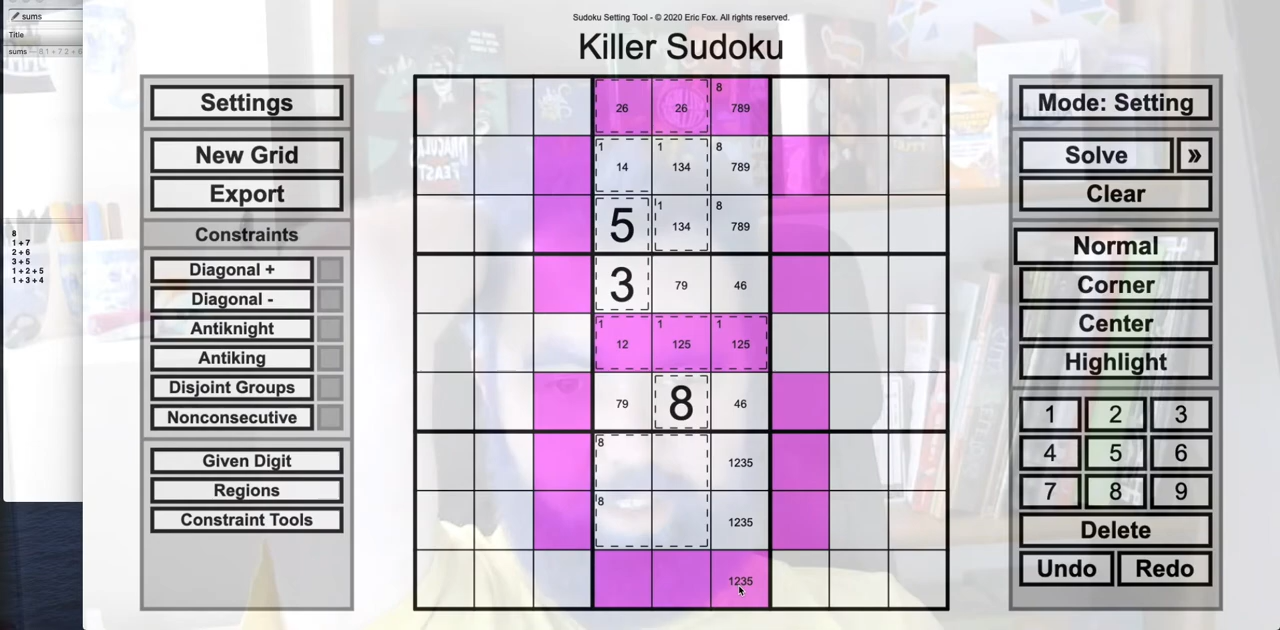 Sudoku Setting Tool - © 2020 Eric Fox. All rights reserved.
Killer Sudoku
sums
Title
sums
8
1+7
2+6
3+5
1+2+5
1+3+4
Settings
New Grid
Export
Constraints
Diagonal +
Diagonal -
Antiknight
Antiking
Disjoint Groups
Nonconsecutive
Given Digit
Regions
Constraint Tools
26 26 8 789
1 14 1 134 8 789
5 1 134 8 789
3 79 46
1 12 1 125 1 125
79 8 46
8 1235
8 1235
1235
Mode: Setting
Solve »
Clear
Normal
Corner
Center
Highlight
1 2 3
4 5 6
7 8 9
Delete
Undo Redo